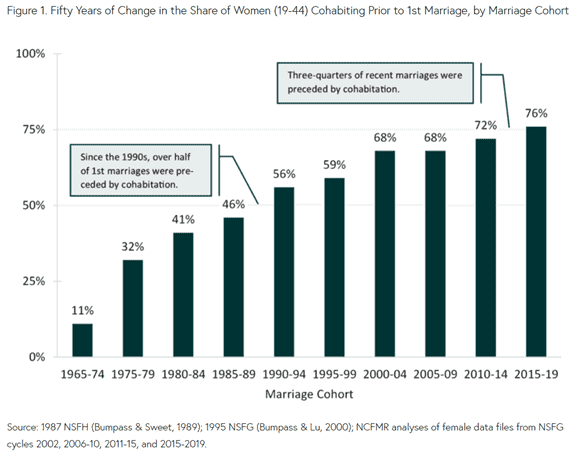 Figure 1. Fifty Years of Change in the Share of Women (19-44) Cohabiting Prior to 1st Marriage, by Marriage Cohort
100%
Three-quarters of recent marriages were
preceded by cohabitation.
76%
75%
72%
68%
68%
Since the 1990s, over half
of 1st marriages were pre-
ceded by cohabitation.
59%
56%
50%
46%
41%
32%
25%
11%
0%
1965-74 1975-79 1980-84 1985-89 1990-94 1995-99 2000-04 2005-09 2010-14 2015-19
Marriage Cohort
Source: 1987 NSFH (Bumpass & Sweet, 1989); 1995 NSFG (Bumpass & Lu, 2000); NCFMR analyses of female data files from NSFG
cycles 2002, 2006-10, 2011-15, and 2015-2019.